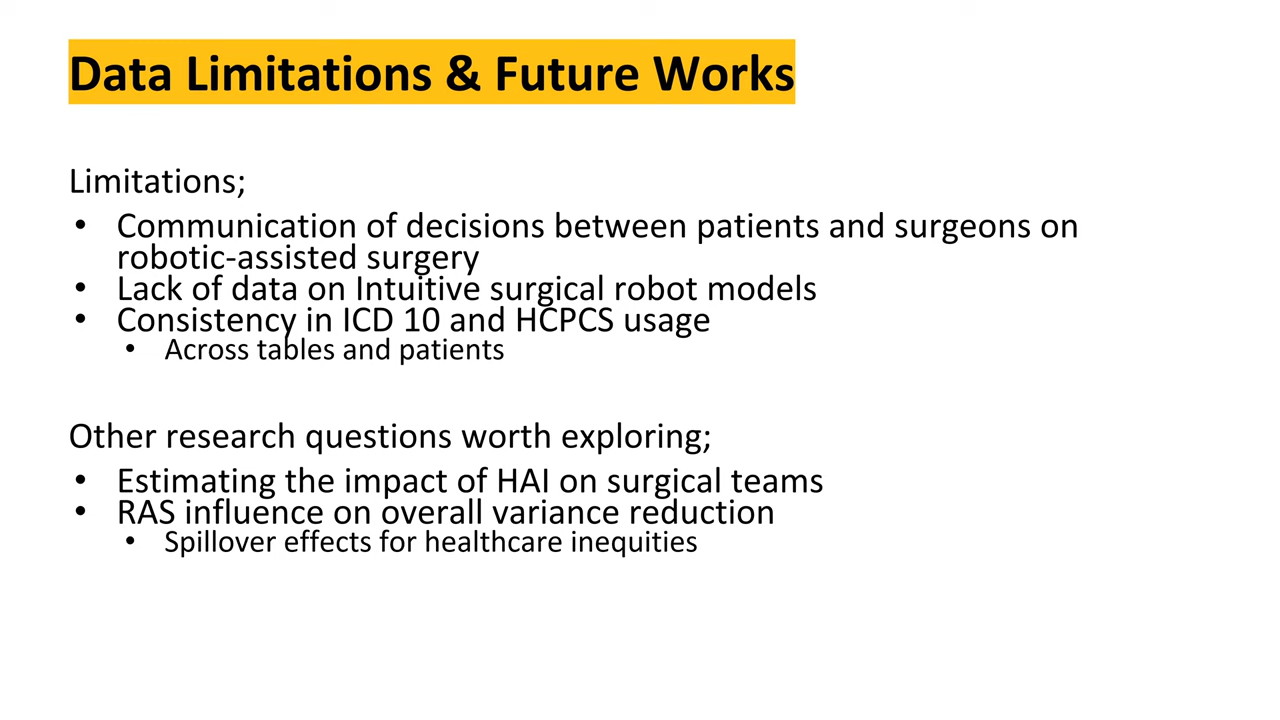 Data Limitations & Future Works
Limitations;
• Communication of decisions between patients and surgeons on
robotic-assisted surgery
• Lack of data on Intuitive surgical robot models
• Consistency in ICD 10 and HCPCS usage
• Across tables and patients
Other research questions worth exploring;
• Estimating the impact of HAI on surgical teams
• RAS influence on overall variance reduction
• Spillover effects for healthcare inequities